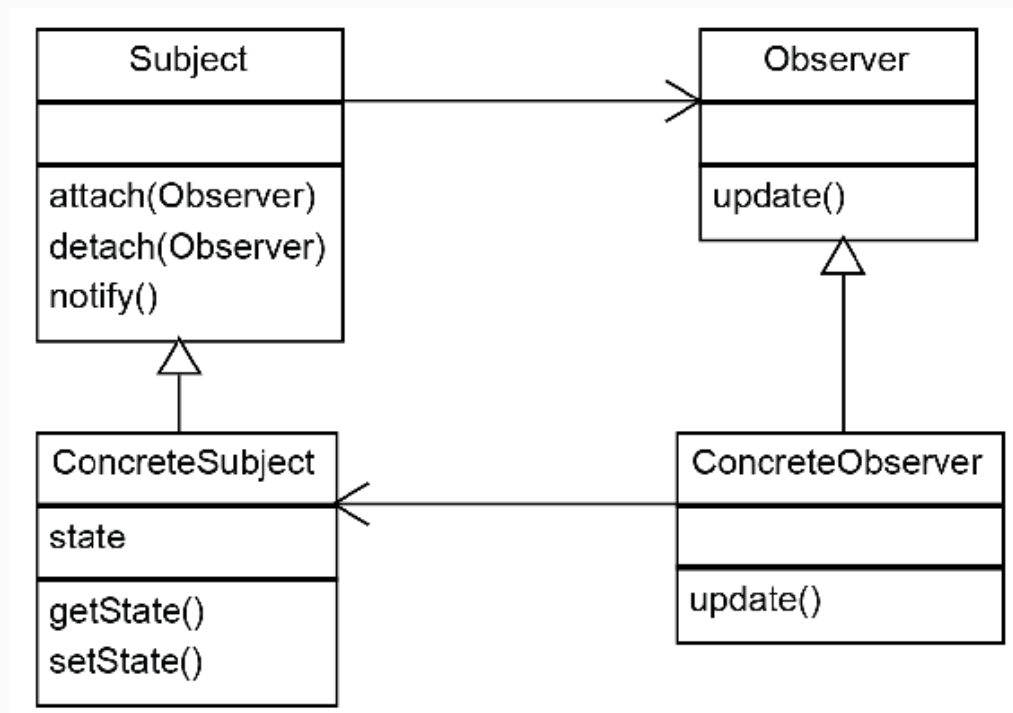 Subject
attach(Observer)
detach(Observer)
notify()
Observer
update()
ConcreteSubject
state
getState()
setState()
ConcreteObserver
update()